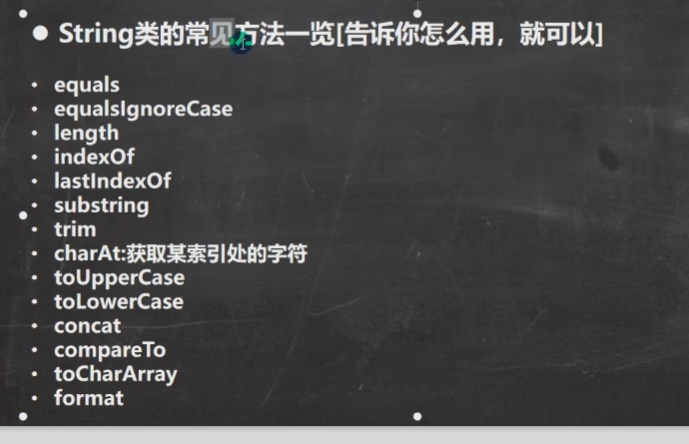 ● String类的常见方法一览[告诉你怎么用，就可以]
• equals
• equalsIgnoreCase
• length
• indexOf
• lastIndexOf
• substring
• trim
• charAt:获取某索引处的字符
• toUpperCase
• toLowerCase
• concat
• compareTo
• toCharArray
• format